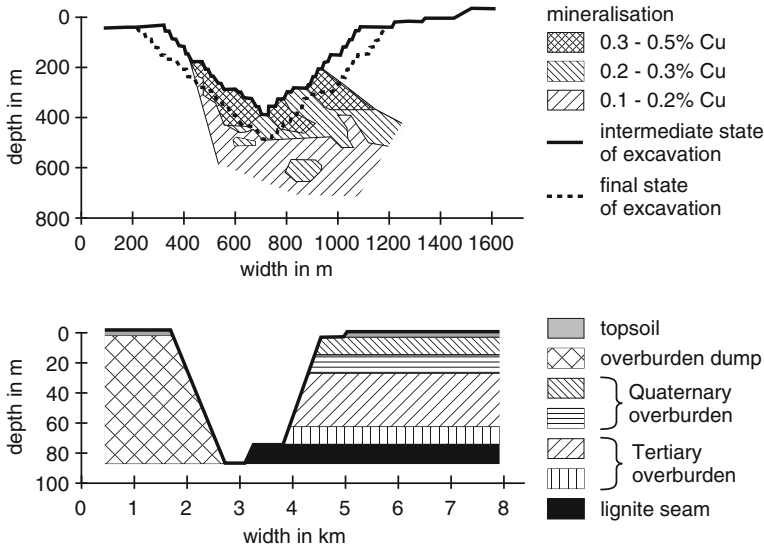 0
200
400
600
800
depth in m
0 200 400 600 800 1000 1200 1400 1600
width in m
mineralisation
0.3 - 0.5% Cu
0.2 - 0.3% Cu
0.1 - 0.2% Cu
intermediate state
of excavation
final state
of excavation
0
20
40
60
80
100
depth in m
0 1 2 3 4 5 6 7 8
width in km
topsoil
overburden dump
Quaternary
overburden
Tertiary
overburden
lignite seam